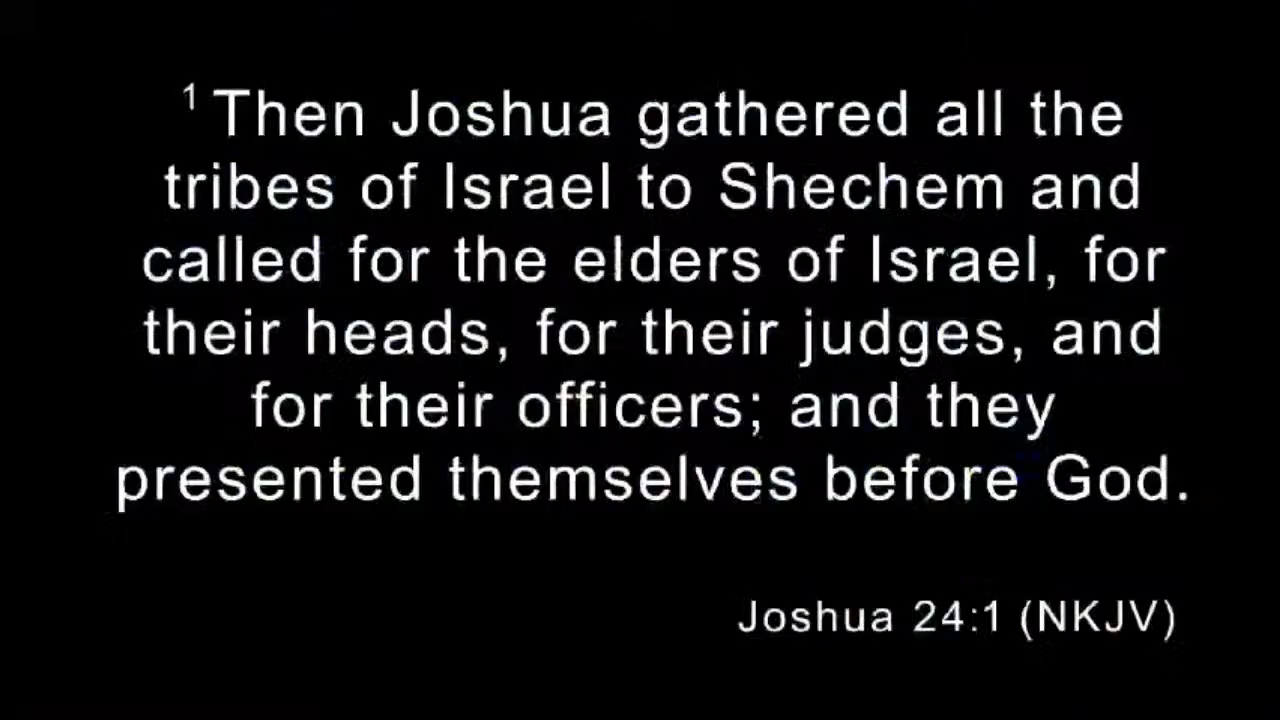 1 Then Joshua gathered all the
tribes of Israel to Shechem and
called for the elders of Israel, for
their heads, for their judges, and
for their officers; and they
presented themselves before God.
Joshua 24:1 (NKJV)